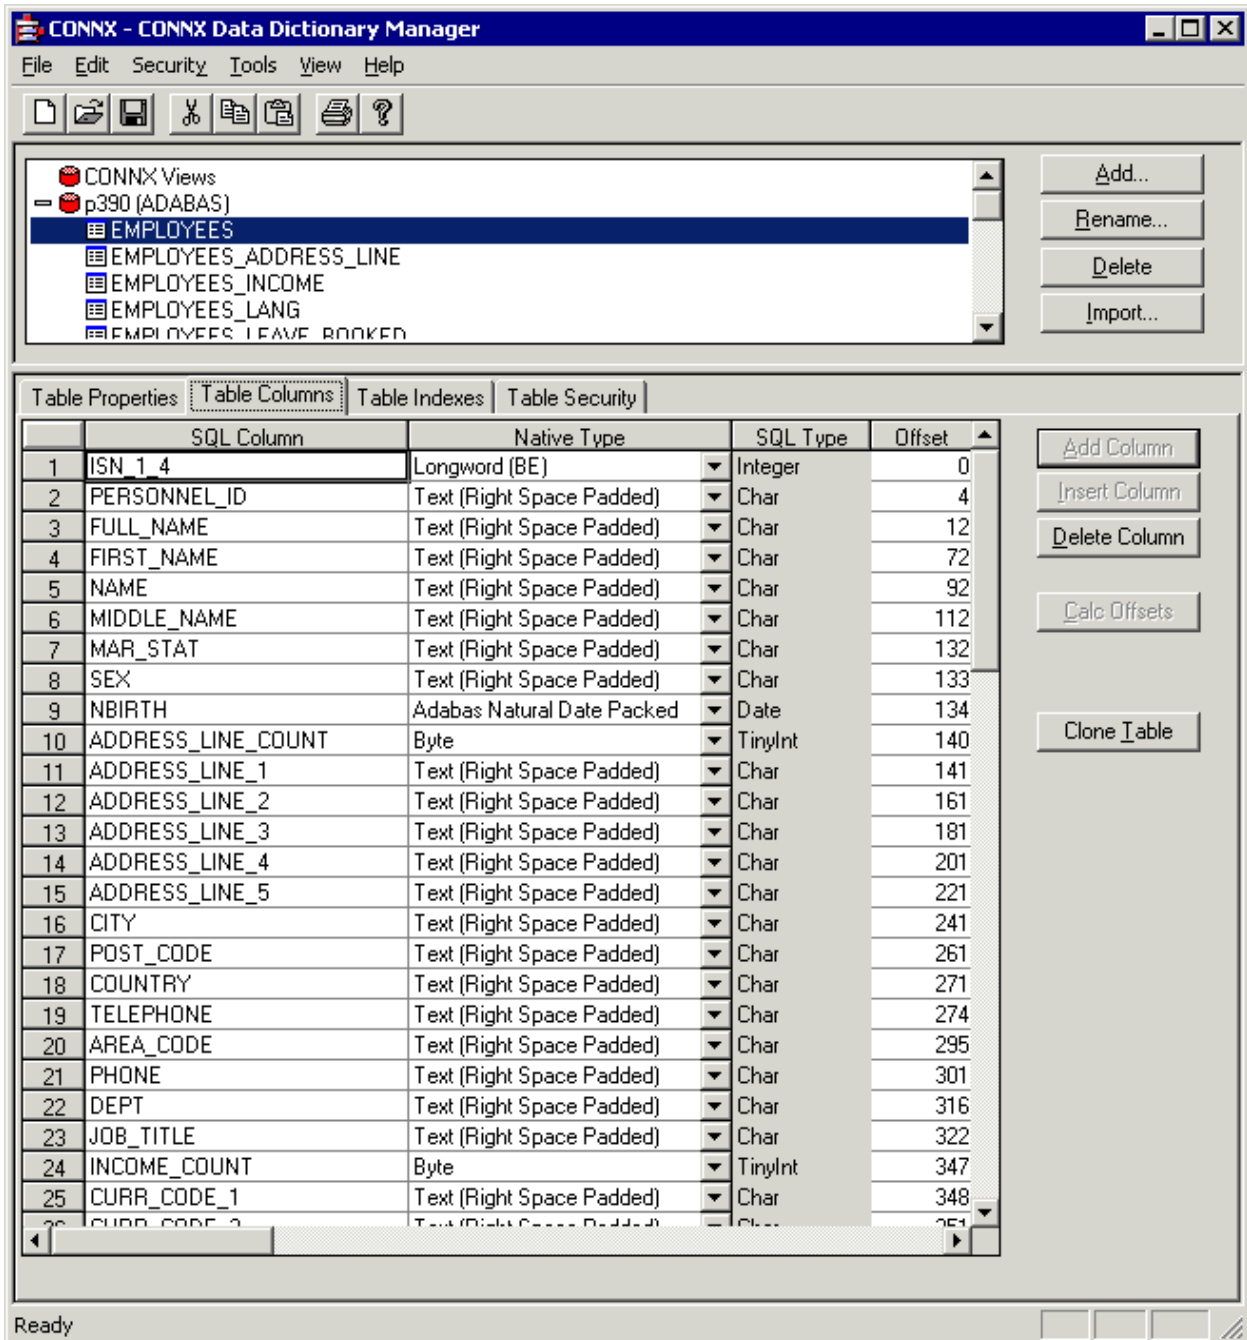 CONNX - CONNX Data Dictionary Manager
File Edit Security Tools View Help
CONNX Views
p390 (ADABAS)
EMPLOYEES
EMPLOYEES_ADDRESS_LINE
EMPLOYEES_INCOME
EMPLOYEES_LANG
EMPLOYEES_LEAVE_BOOKED
Add...
Rename...
Delete
Import...
Table Properties Table Columns Table Indexes Table Security
SQL Column Native Type SQL Type Offset
1 ISN_1_4 Longword (BE) Integer 0
2 PERSONNEL_ID Text (Right Space Padded) Char 4
3 FULL_NAME Text (Right Space Padded) Char 12
4 FIRST_NAME Text (Right Space Padded) Char 72
5 NAME Text (Right Space Padded) Char 92
6 MIDDLE_NAME Text (Right Space Padded) Char 112
7 MAR_STAT Text (Right Space Padded) Char 132
8 SEX Text (Right Space Padded) Char 133
9 NBIRTH Adabas Natural Date Packed Date 134
10 ADDRESS_LINE_COUNT Byte TinyInt 140
11 ADDRESS_LINE_1 Text (Right Space Padded) Char 141
12 ADDRESS_LINE_2 Text (Right Space Padded) Char 161
13 ADDRESS_LINE_3 Text (Right Space Padded) Char 181
14 ADDRESS_LINE_4 Text (Right Space Padded) Char 201
15 ADDRESS_LINE_5 Text (Right Space Padded) Char 221
16 CITY Text (Right Space Padded) Char 241
17 POST_CODE Text (Right Space Padded) Char 261
18 COUNTRY Text (Right Space Padded) Char 271
19 TELEPHONE Text (Right Space Padded) Char 274
20 AREA_CODE Text (Right Space Padded) Char 295
21 PHONE Text (Right Space Padded) Char 301
22 DEPT Text (Right Space Padded) Char 316
23 JOB_TITLE Text (Right Space Padded) Char 322
24 INCOME_COUNT Byte TinyInt 347
25 CURR_CODE_1 Text (Right Space Padded) Char 348
26 CURR_CODE_2 Text (Right Space Padded) Char 351
Add Column
Insert Column
Delete Column
Calc Offsets
Clone Table
Ready